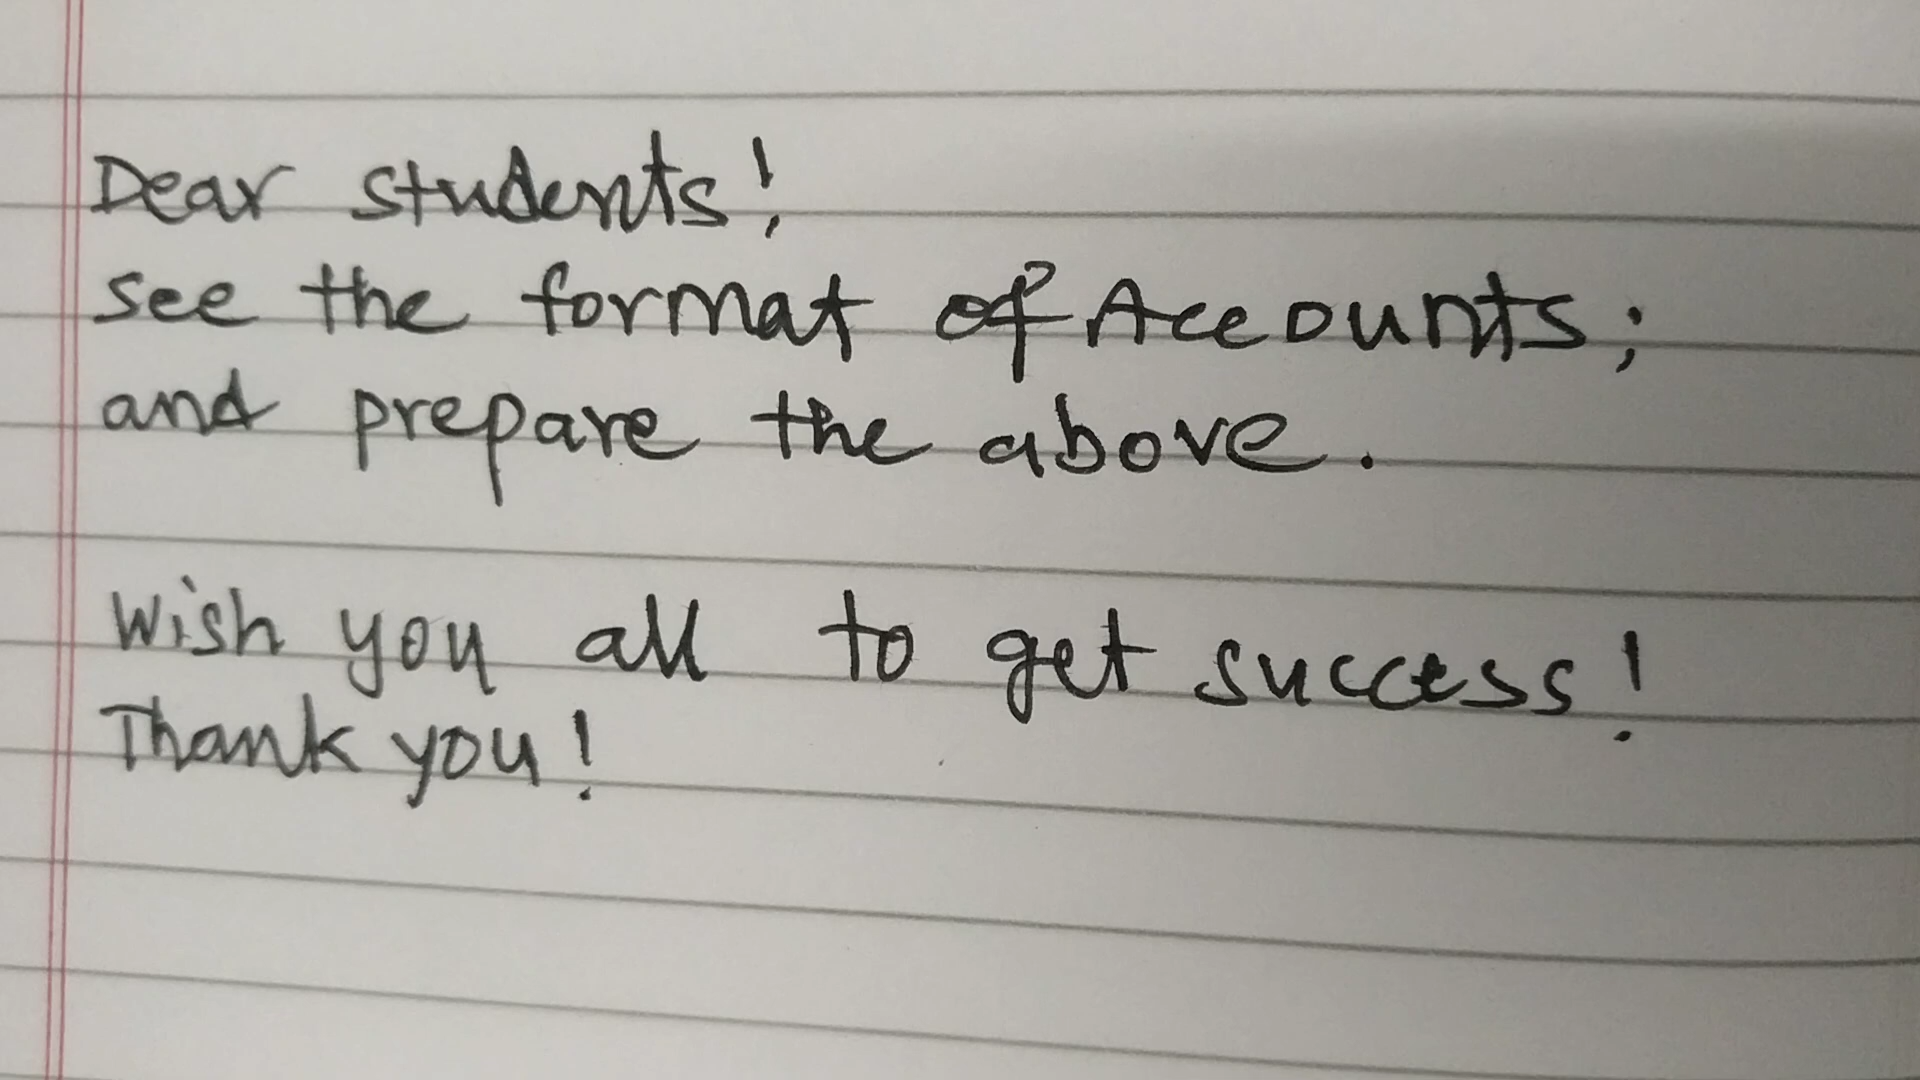 Dear students!
see the format of Accounts;
and prepare the above.
Wish you all to get success!
Thank you!